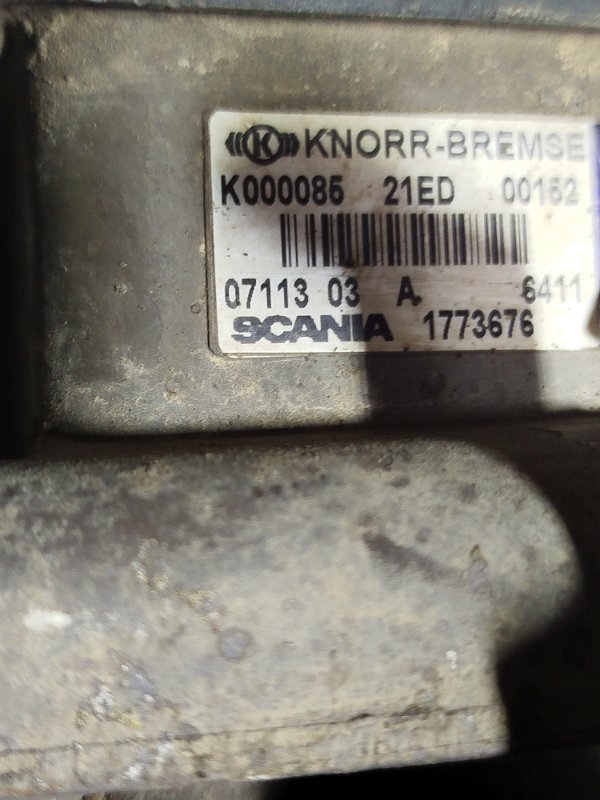 K KNORR-BREMSE
K000085 21ED 00162
07113 03 A. 6411
SCANIA 1773676